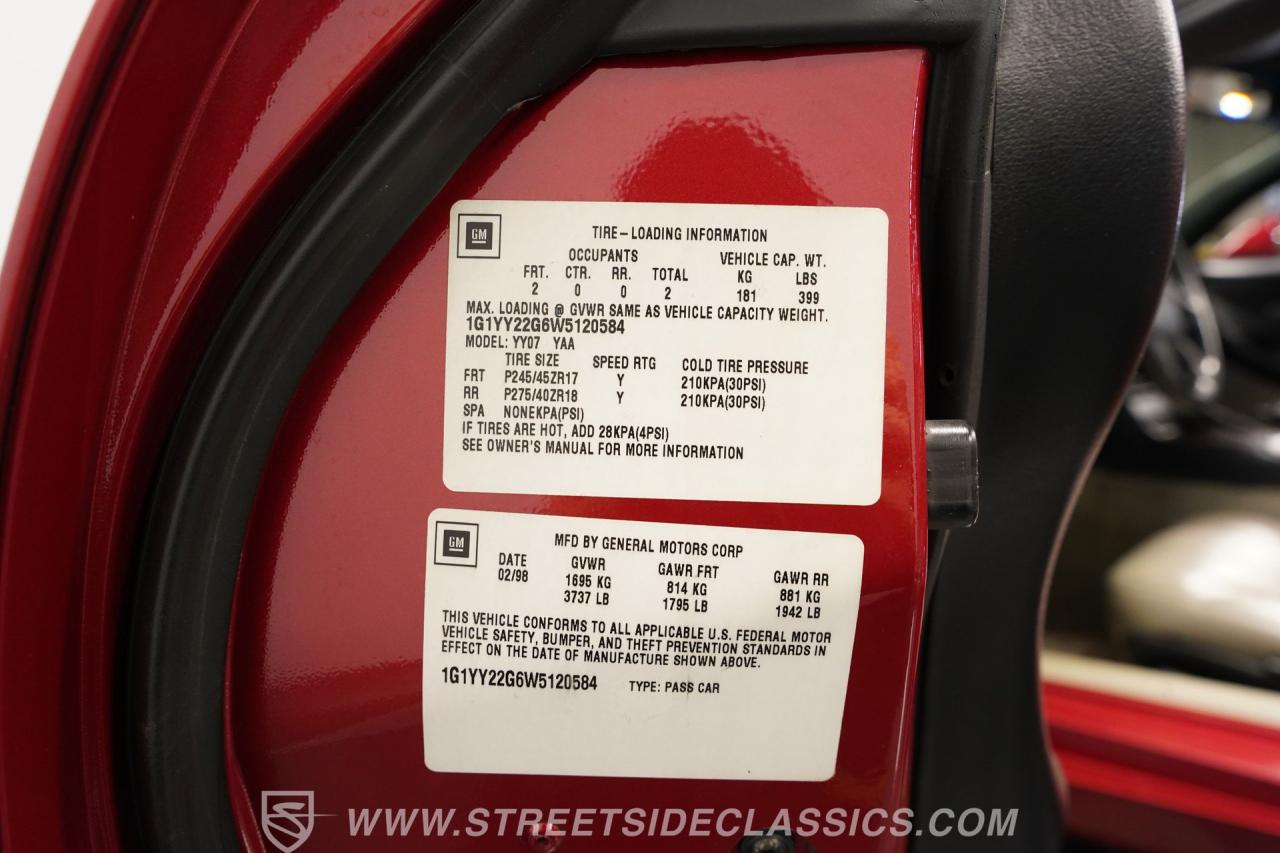 GM
TIRE-LOADING INFORMATION
OCCUPANTS VEHICLE CAP. WT.
FRT. CTR. RR. TOTAL KG LBS
2 0 0 2 181 399
MAX. LOADING @ GVWR SAME AS VEHICLE CAPACITY WEIGHT.
1G1YY22G6W5120584
MODEL: YY07 YAA
TIRE SIZE SPEED RTG COLD TIRE PRESSURE
FRT P245/45ZR17 Y 210KPA(30PSI)
RR P275/40ZR18 Y 210KPA(30PSI)
SPA NONEKPA(PSI)
IF TIRES ARE HOT, ADD 28KPA(4PSI)
SEE OWNER'S MANUAL FOR MORE INFORMATION
GM
MFD BY GENERAL MOTORS CORP
DATE GVWR GAWR FRT GAWR RR
02/98 1695 KG 814 KG 881 KG
3737 LB 1795 LB 1942 LB
THIS VEHICLE CONFORMS TO ALL APPLICABLE U.S. FEDERAL MOTOR
VEHICLE SAFETY, BUMPER, AND THEFT PREVENTION STANDARDS IN
EFFECT ON THE DATE OF MANUFACTURE SHOWN ABOVE.
1G1YY22G6W5120584 TYPE: PASS CAR
WWW.STREETSIDECLASSICS.COM